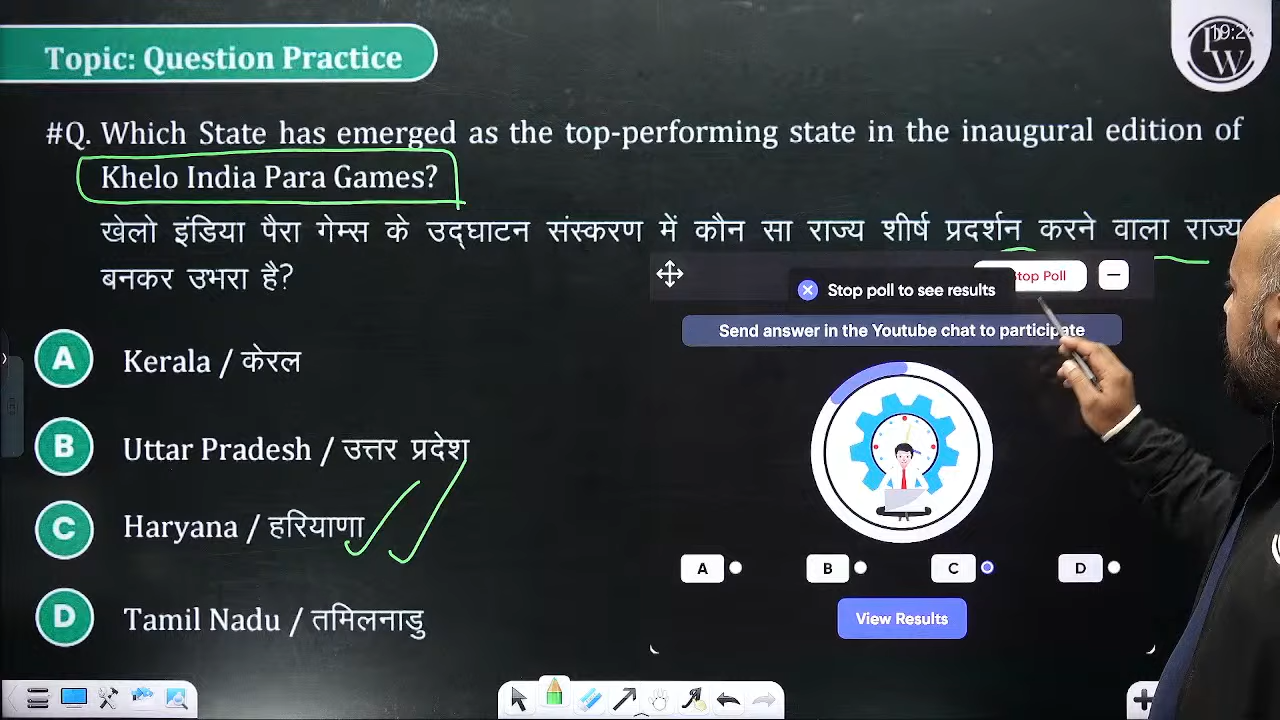 Topic: Question Practice
19:2
PW
#Q. Which State has emerged as the top-performing state in the inaugural edition of
Khelo India Para Games?
खेलो इंडिया पैरा गेम्स के उद्घाटन संस्करण में कौन सा राज्य शीर्ष प्रदर्शन करने वाला राज्य
बनकर उभरा है?
Stop Poll
Stop poll to see results
Send answer in the Youtube chat to participate
A Kerala / केरल
B Uttar Pradesh / उत्तर प्रदेश
C Haryana / हरियाणा
D Tamil Nadu / तमिलनाडु
A B C D
View Results